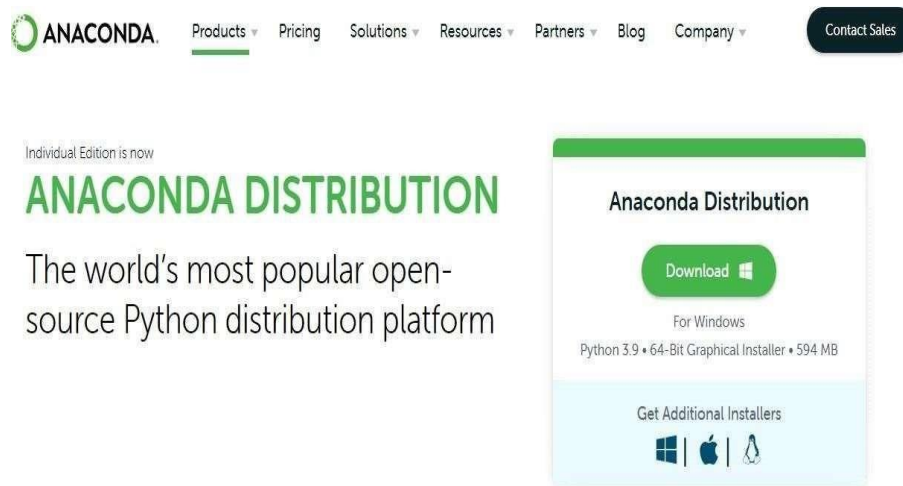 ANACONDA.
Products Pricing Solutions Resources Partners Blog Company Contact Sales
Individual Edition is now
ANACONDA DISTRIBUTION
The world's most popular open-
source Python distribution platform
Anaconda Distribution
Download
For Windows
Python 3.9 • 64-Bit Graphical Installer • 594 MB
Get Additional Installers